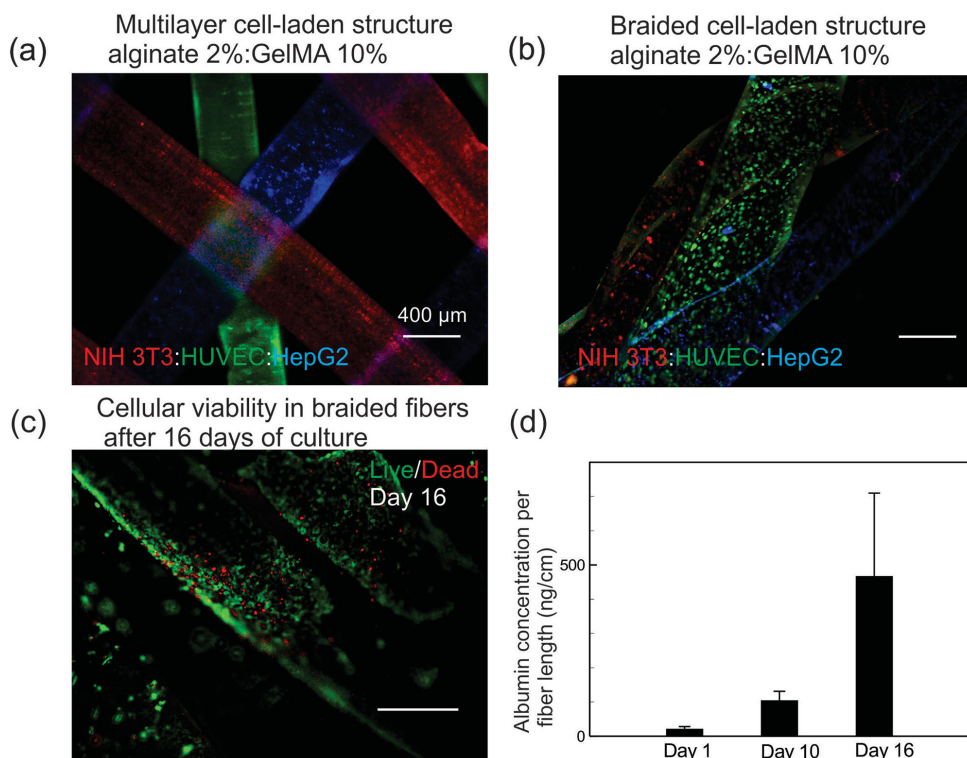 (a)
Multilayer cell-laden structure
alginate 2%:GelMA 10%
400 µm
NIH 3T3:HUVEC:HepG2
(b)
Braided cell-laden structure
alginate 2%:GelMA 10%
NIH 3T3:HUVEC:HepG2
(c)
Cellular viability in braided fibers
after 16 days of culture
Live/Dead
Day 16
(d)
Albumin concentration per
fiber length (ng/cm)
500
0
Day 1
Day 10
Day 16